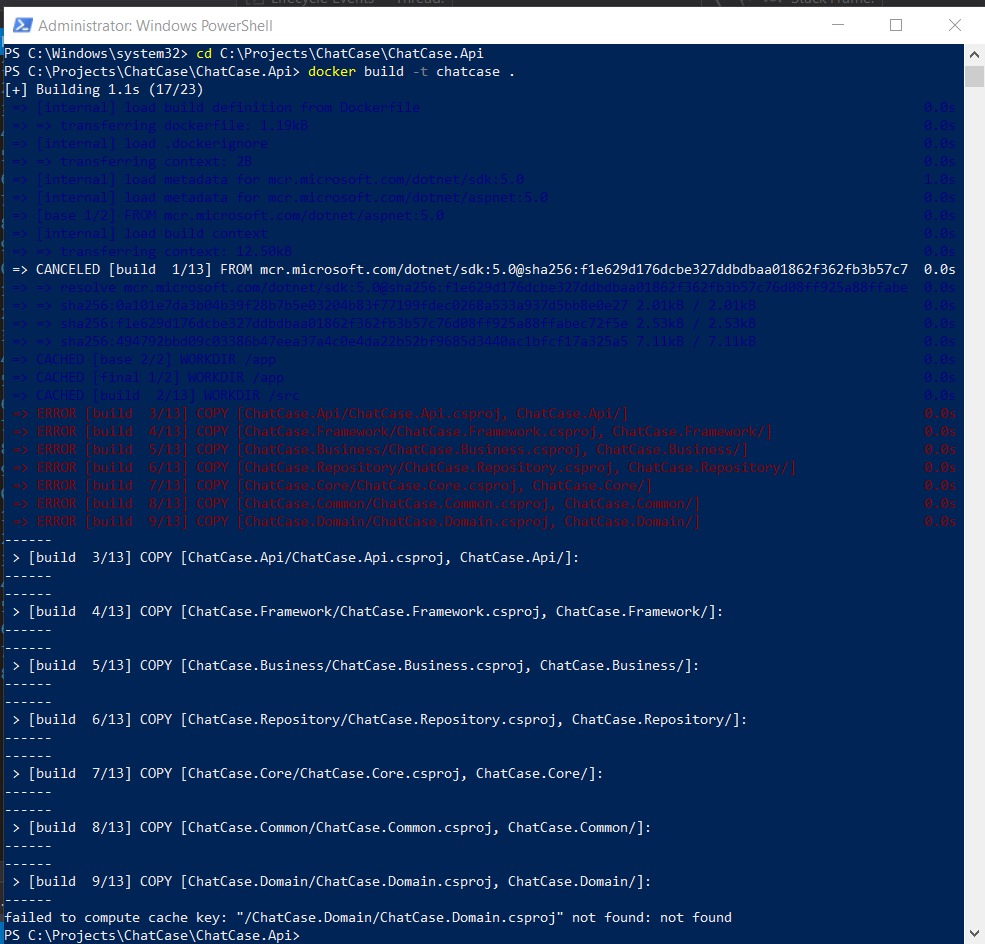 Administrator: Windows PowerShell
PS C:\Windows\system32> cd C:\Projects\ChatCase\ChatCase.Api
PS C:\Projects\ChatCase\ChatCase.Api> docker build -t chatcase .
[+] Building 1.1s (17/23)
=> [internal] load build definition from Dockerfile 0.0s
=> => transferring dockerfile: 1.19kB 0.0s
=> [internal] load .dockerignore 0.0s
=> => transferring context: 2B 0.0s
=> [internal] load metadata for mcr.microsoft.com/dotnet/sdk:5.0 1.0s
=> [internal] load metadata for mcr.microsoft.com/dotnet/aspnet:5.0 0.0s
=> [base 1/2] FROM mcr.microsoft.com/dotnet/aspnet:5.0 0.0s
=> [internal] load build context 0.0s
=> => transferring context: 12.50kB 0.0s
=> CANCELED [build  1/13] FROM mcr.microsoft.com/dotnet/sdk:5.0@sha256:f1e629d176dcbe327ddbdbaa01862f362fb3b57c7 0.0s
=> => resolve mcr.microsoft.com/dotnet/sdk:5.0@sha256:f1e629d176dcbe327ddbdbaa01862f362fb3b57c76d08ff925a88ffabe 0.0s
=> => sha256:0a101e7da3b04b39f28b7b5e03204b83f77199fdec0268a533a937d5bb8e0e27 2.01kB / 2.01kB 0.0s
=> => sha256:f1e629d176dcbe327ddbdbaa01862f362fb3b57c76d08ff925a88ffabec72f5e 2.53kB / 2.53kB 0.0s
=> => sha256:494792bbd09c03386b47eea37a4c0e4da22b52bf9685d3440ac1bfcf17a325a5 7.11kB / 7.11kB 0.0s
=> CACHED [base 2/2] WORKDIR /app 0.0s
=> CACHED [final 1/2] WORKDIR /app 0.0s
=> CACHED [build  2/13] WORKDIR /src 0.0s
=> ERROR [build  3/13] COPY [ChatCase.Api/ChatCase.Api.csproj, ChatCase.Api/] 0.0s
=> ERROR [build  4/13] COPY [ChatCase.Framework/ChatCase.Framework.csproj, ChatCase.Framework/] 0.0s
=> ERROR [build  5/13] COPY [ChatCase.Business/ChatCase.Business.csproj, ChatCase.Business/] 0.0s
=> ERROR [build  6/13] COPY [ChatCase.Repository/ChatCase.Repository.csproj, ChatCase.Repository/] 0.0s
=> ERROR [build  7/13] COPY [ChatCase.Core/ChatCase.Core.csproj, ChatCase.Core/] 0.0s
=> ERROR [build  8/13] COPY [ChatCase.Common/ChatCase.Common.csproj, ChatCase.Common/] 0.0s
=> ERROR [build  9/13] COPY [ChatCase.Domain/ChatCase.Domain.csproj, ChatCase.Domain/] 0.0s
------
> [build  3/13] COPY [ChatCase.Api/ChatCase.Api.csproj, ChatCase.Api/]:
------
------
> [build  4/13] COPY [ChatCase.Framework/ChatCase.Framework.csproj, ChatCase.Framework/]:
------
------
> [build  5/13] COPY [ChatCase.Business/ChatCase.Business.csproj, ChatCase.Business/]:
------
------
> [build  6/13] COPY [ChatCase.Repository/ChatCase.Repository.csproj, ChatCase.Repository/]:
------
------
> [build  7/13] COPY [ChatCase.Core/ChatCase.Core.csproj, ChatCase.Core/]:
------
------
> [build  8/13] COPY [ChatCase.Common/ChatCase.Common.csproj, ChatCase.Common/]:
------
------
> [build  9/13] COPY [ChatCase.Domain/ChatCase.Domain.csproj, ChatCase.Domain/]:
------
failed to compute cache key: "/ChatCase.Domain/ChatCase.Domain.csproj" not found: not found
PS C:\Projects\ChatCase\ChatCase.Api>